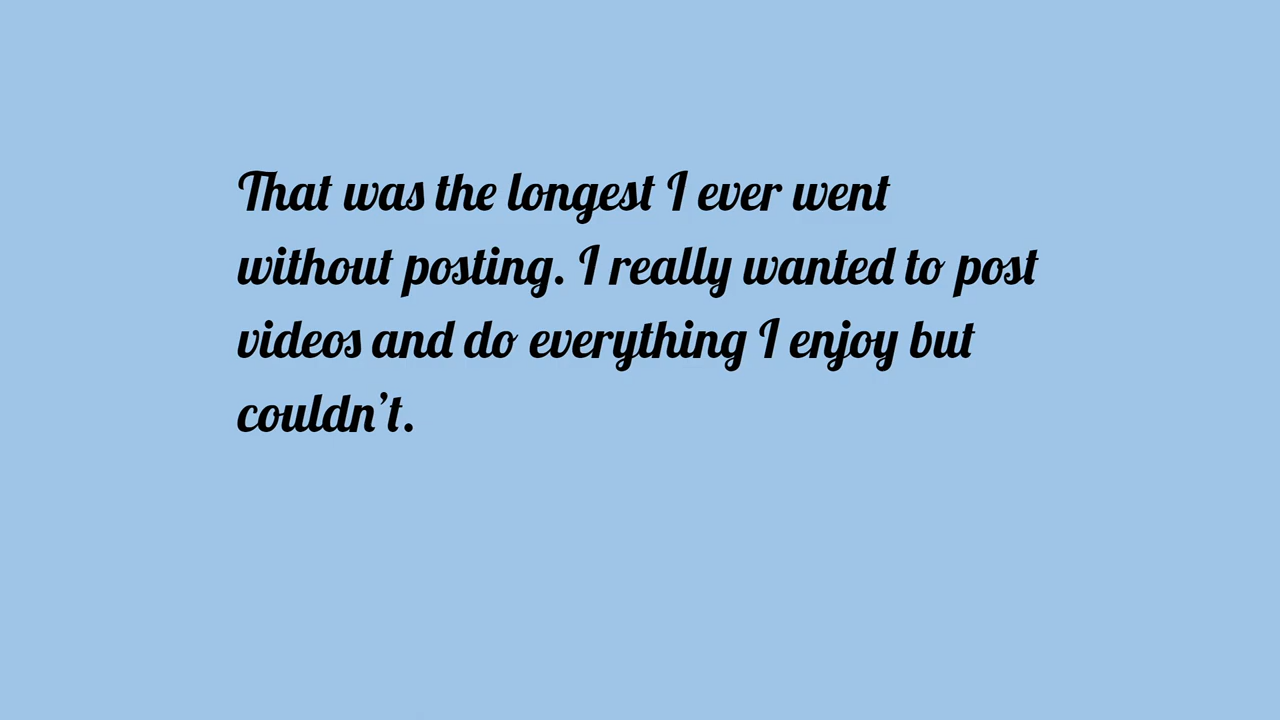 That was the longest I ever went
without posting. I really wanted to post
videos and do everything I enjoy but
couldn’t.